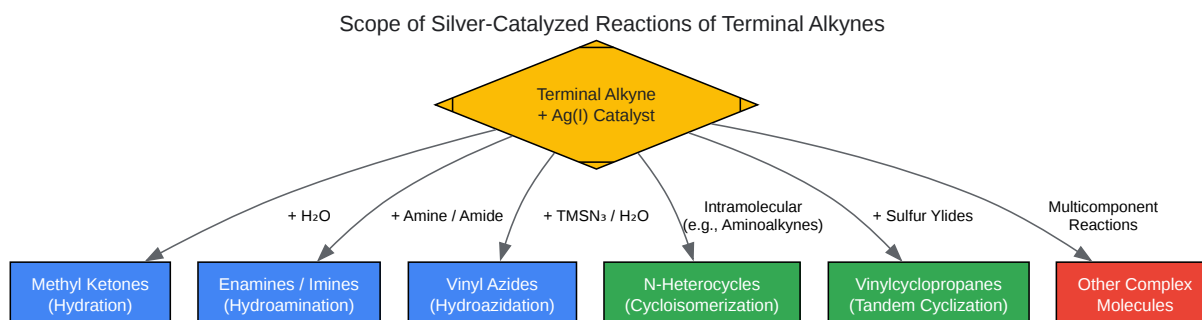 Scope of Silver-Catalyzed Reactions of Terminal Alkynes
Terminal Alkyne
+ Ag(I) Catalyst
+ H₂O
+ Amine / Amide
+ TMSN₃ / H₂O
Intramolecular
(e.g., Aminoalkynes)
+ Sulfur Ylides
Multicomponent
Reactions
Methyl Ketones
(Hydration)
Enamines / Imines
(Hydroamination)
Vinyl Azides
(Hydroazidation)
N-Heterocycles
(Cycloisomerization)
Vinylcyclopropanes
(Tandem Cyclization)
Other Complex
Molecules